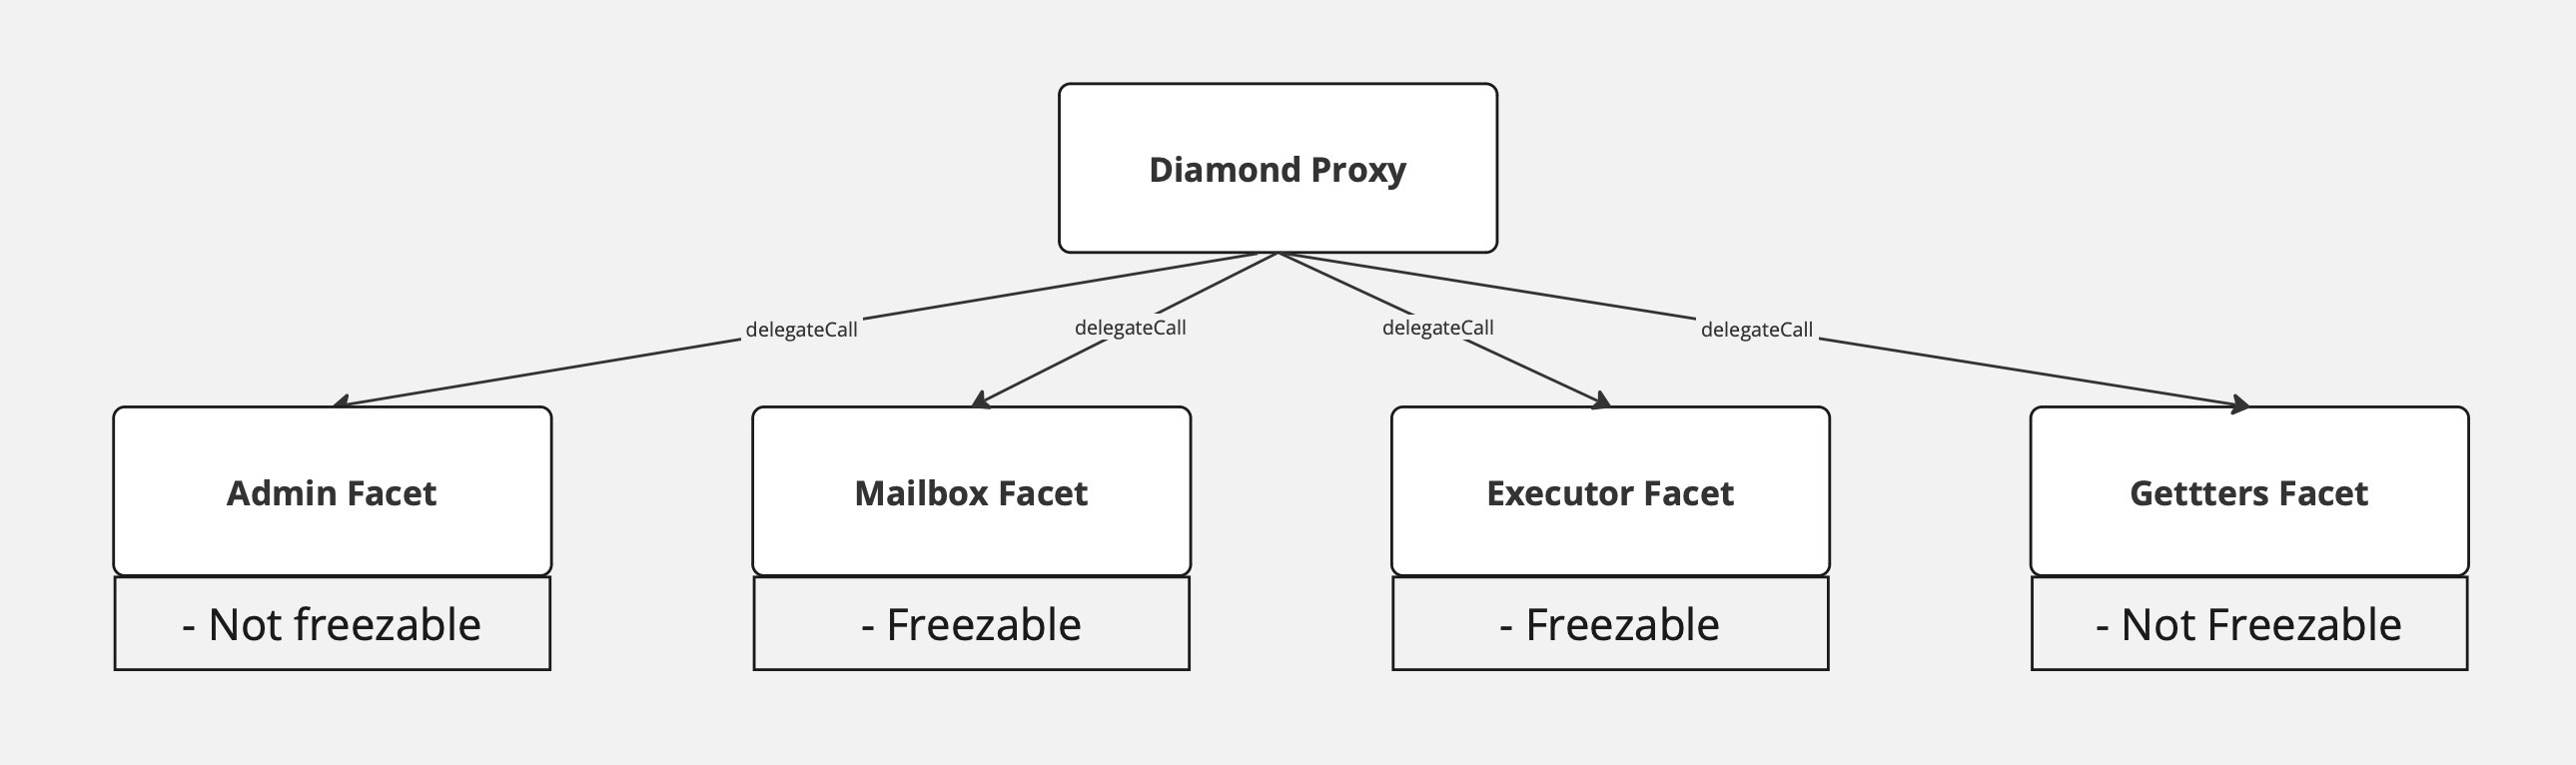 Diamond Proxy
delegateCall
delegateCall
delegateCall
delegateCall
Admin Facet
Mailbox Facet
Executor Facet
Gettters Facet
- Not freezable
- Freezable
- Freezable
- Not Freezable